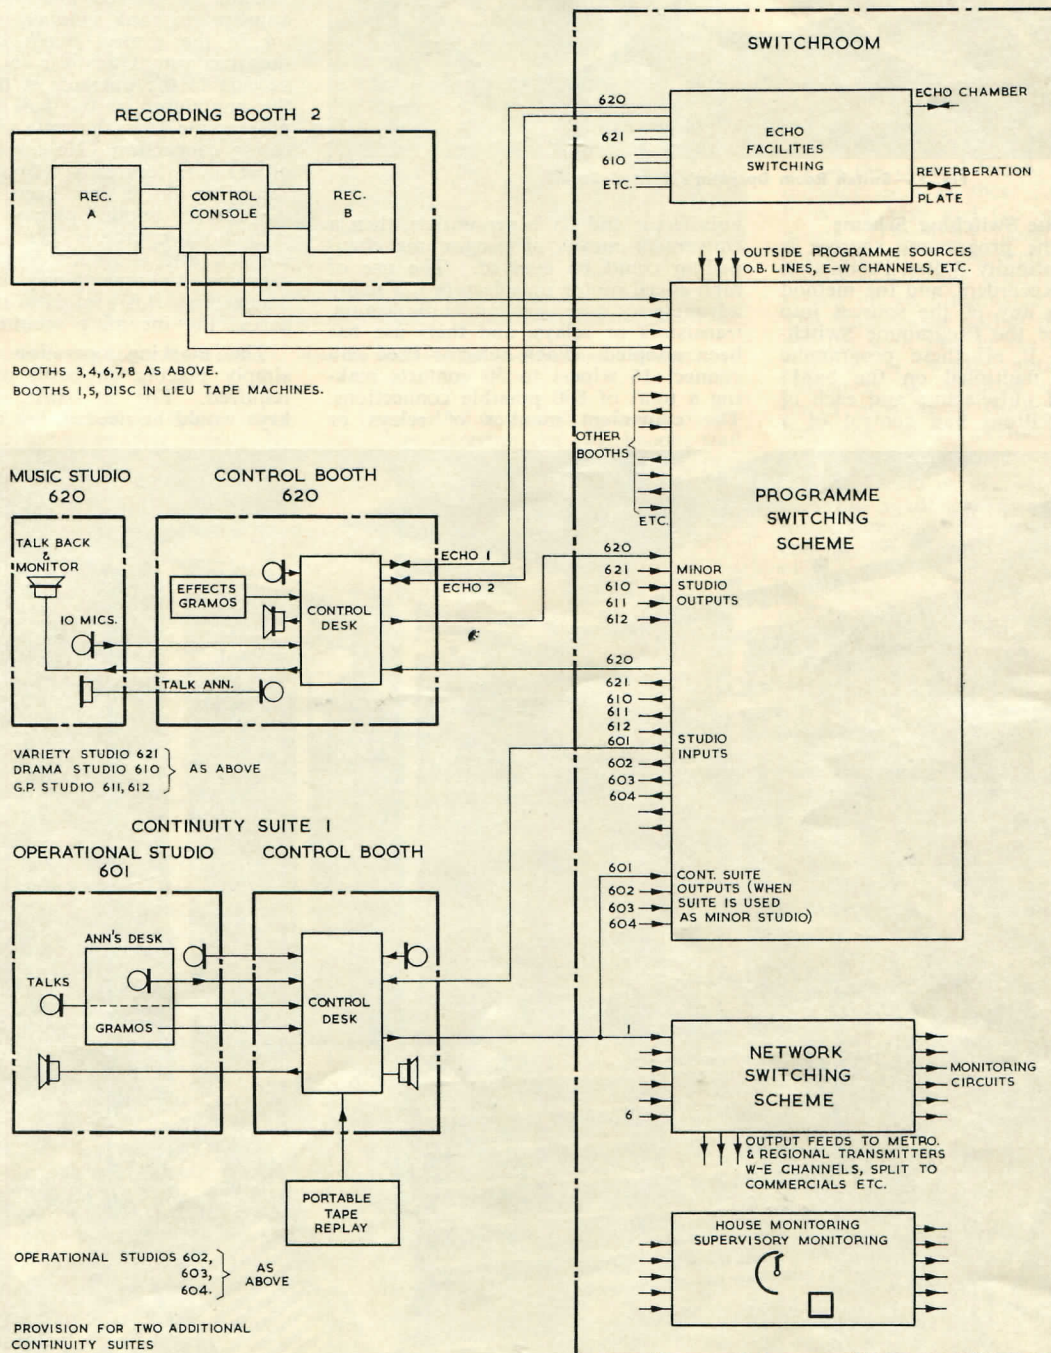 SWITCHROOM
620
621
610
ETC.
ECHO
FACILITIES
SWITCHING
ECHO CHAMBER
REVERBERATION
PLATE
RECORDING BOOTH 2
REC.
A
CONTROL
CONSOLE
REC.
B
BOOTHS 3,4,6,7,8 AS ABOVE.
BOOTHS 1,5, DISC IN LIEU TAPE MACHINES.
OUTSIDE PROGRAMME SOURCES
O.B. LINES, E-W CHANNELS, ETC.
OTHER
BOOTHS
ETC.
PROGRAMME
SWITCHING
SCHEME
620
621
610
611
612
MINOR
STUDIO
OUTPUTS
620
621
610
611
612
601
602
603
604
STUDIO
INPUTS
601
602
603
604
CONT. SUITE
OUTPUTS (WHEN
SUITE IS USED
AS MINOR STUDIO)
MUSIC STUDIO
620
CONTROL BOOTH
620
TALK BACK
&
MONITOR
10 MICS.
EFFECTS
GRAMOS
CONTROL
DESK
ECHO 1
ECHO 2
TALK ANN.
VARIETY STUDIO 621
DRAMA STUDIO 610
G.P. STUDIO 611, 612
AS ABOVE
CONTINUITY SUITE 1
OPERATIONAL STUDIO
601
CONTROL BOOTH
ANN'S DESK
TALKS
GRAMOS
CONTROL
DESK
PORTABLE
TAPE
REPLAY
OPERATIONAL STUDIOS 602,
603,
604.
AS
ABOVE
PROVISION FOR TWO ADDITIONAL
CONTINUITY SUITES
1
6
NETWORK
SWITCHING
SCHEME
MONITORING
CIRCUITS
OUTPUT FEEDS TO METRO.
& REGIONAL TRANSMITTERS
W-E CHANNELS, SPLIT TO
COMMERCIALS ETC.
HOUSE MONITORING
SUPERVISORY MONITORING